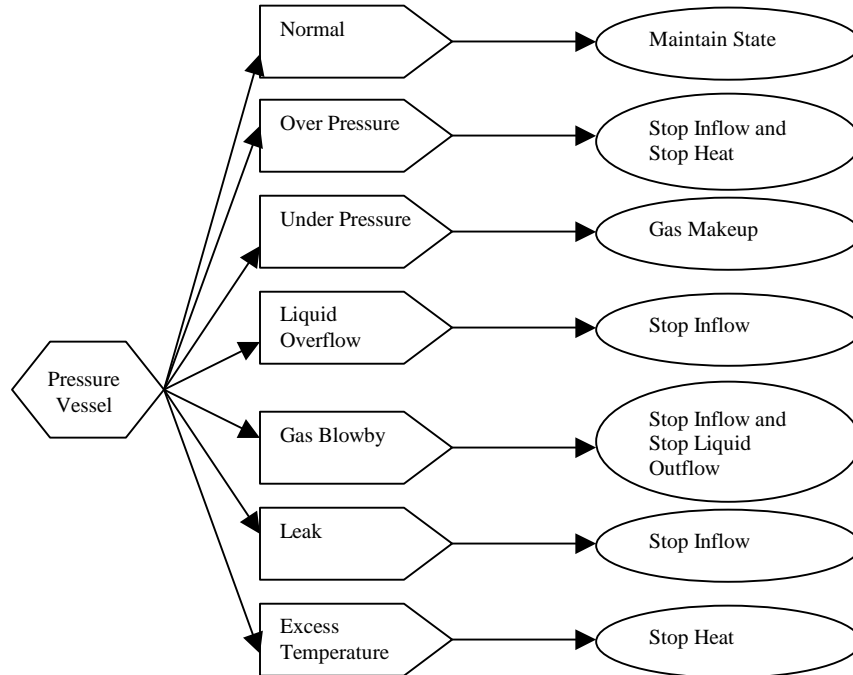 Normal
Maintain State
Over Pressure
Stop Inflow and
Stop Heat
Under Pressure
Gas Makeup
Liquid
Overflow
Stop Inflow
Pressure
Vessel
Gas Blowby
Stop Inflow and
Stop Liquid
Outflow
Leak
Stop Inflow
Excess
Temperature
Stop Heat